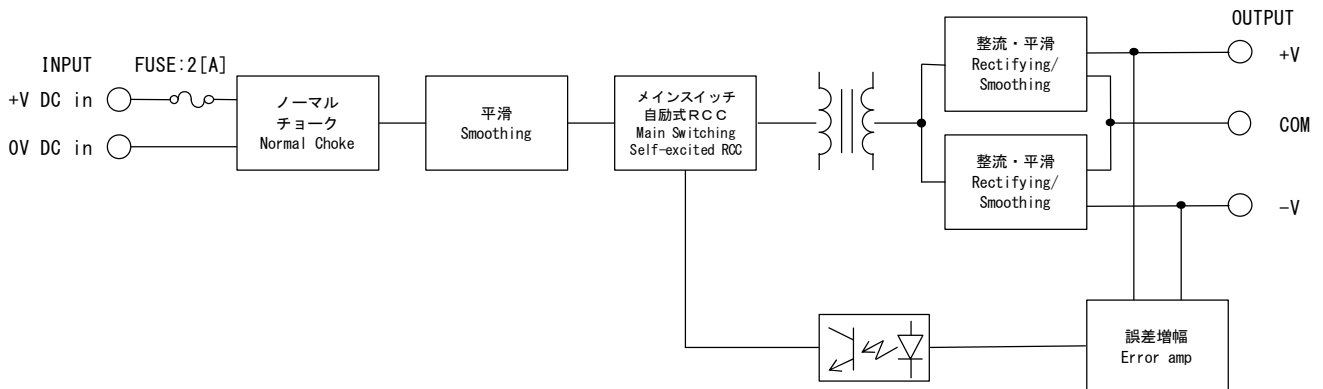 INPUT
FUSE:2[A]
+V DC in
0V DC in
ノーマル
チョーク
Normal Choke
平滑
Smoothing
メインスイッチ
自励式RCC
Main Switching
Self-excited RCC
整流・平滑
Rectifying/
Smoothing
整流・平滑
Rectifying/
Smoothing
OUTPUT
+V
COM
-V
誤差増幅
Error amp